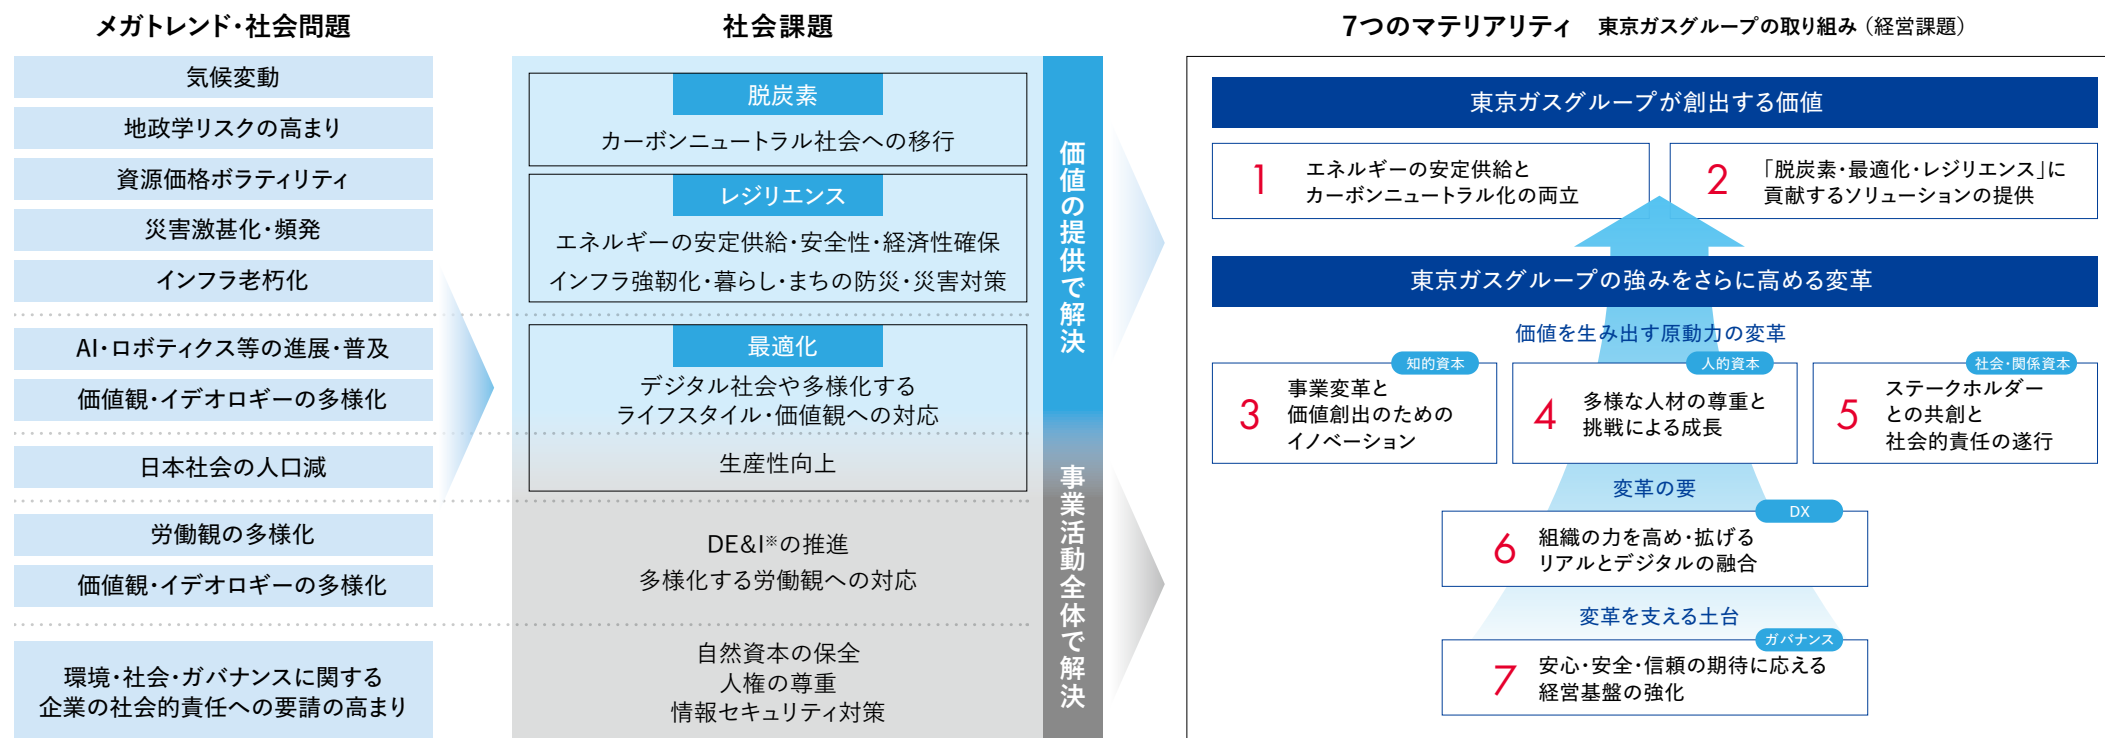 メガトレンド・社会問題
気候変動
地政学リスクの高まり
資源価格ボラティリティ
災害激甚化・頻発
インフラ老朽化
AI・ロボティクス等の進展・普及
価値観・イデオロギーの多様化
日本社会の人口減
労働観の多様化
価値観・イデオロギーの多様化
環境・社会・ガバナンスに関する
企業の社会的責任への要請の高まり
社会課題
脱炭素
カーボンニュートラル社会への移行
レジリエンス
エネルギーの安定供給・安全性・経済性確保
インフラ強靭化・暮らし・まちの防災・災害対策
最適化
デジタル社会や多様化する
ライフスタイル・価値観への対応
生産性向上
DE&I※の推進
多様化する労働観への対応
自然資本の保全
人権の尊重
情報セキュリティ対策
価値の提供で解決
事業活動全体で解決
7つのマテリアリティ 東京ガスグループの取り組み（経営課題）
東京ガスグループが創出する価値
1
エネルギーの安定供給と
カーボンニュートラル化の両立
2
「脱炭素・最適化・レジリエンス」に
貢献するソリューションの提供
東京ガスグループの強みをさらに高める変革
価値を生み出す原動力の変革
知的資本
3
事業変革と
価値創出のための
イノベーション
人的資本
4
多様な人材の尊重と
挑戦による成長
社会・関係資本
5
ステークホルダー
との共創と
社会的責任の遂行
変革の要
DX
6
組織の力を高め・拡げる
リアルとデジタルの融合
変革を支える土台
ガバナンス
7
安心・安全・信頼の期待に応える
経営基盤の強化